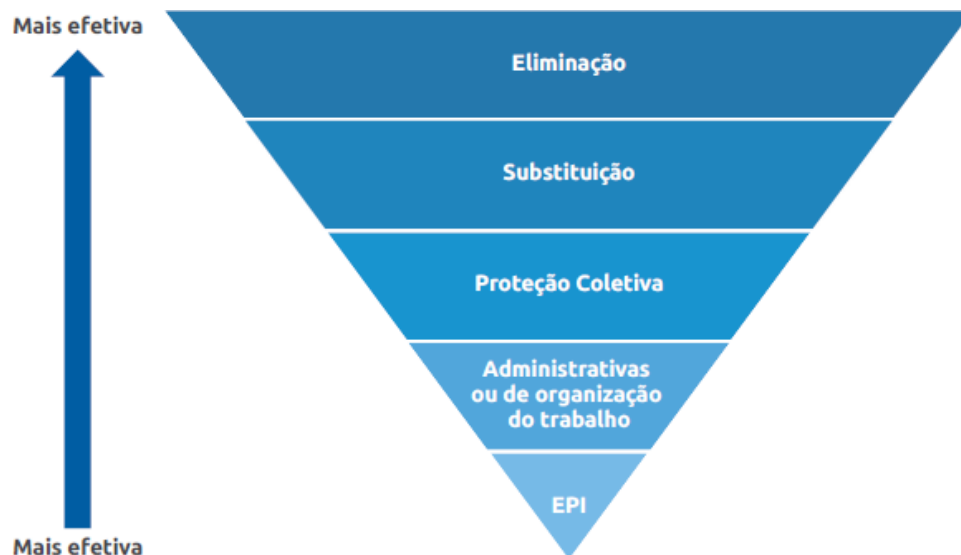 Mais efetiva
Eliminação
Substituição
Proteção Coletiva
Administrativas
ou de organização
do trabalho
EPI
Mais efetiva